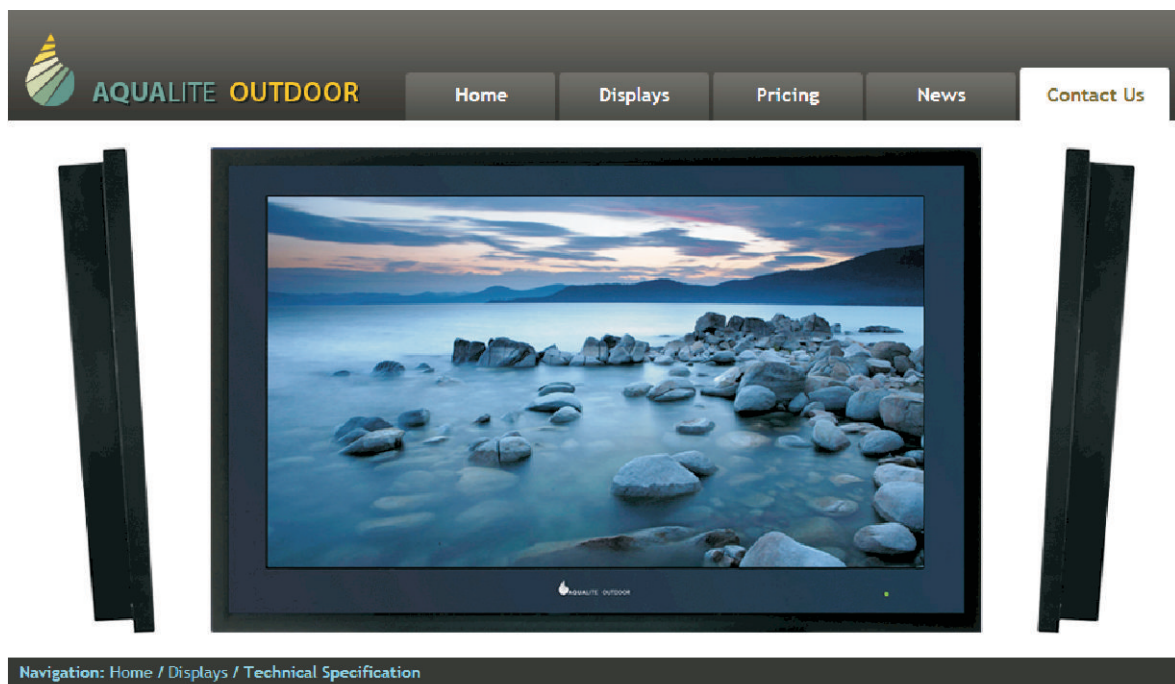 AQUALITE OUTDOOR
Home
Displays
Pricing
News
Contact Us
AQUALITE OUTDOOR
Navigation: Home / Displays / Technical Specification